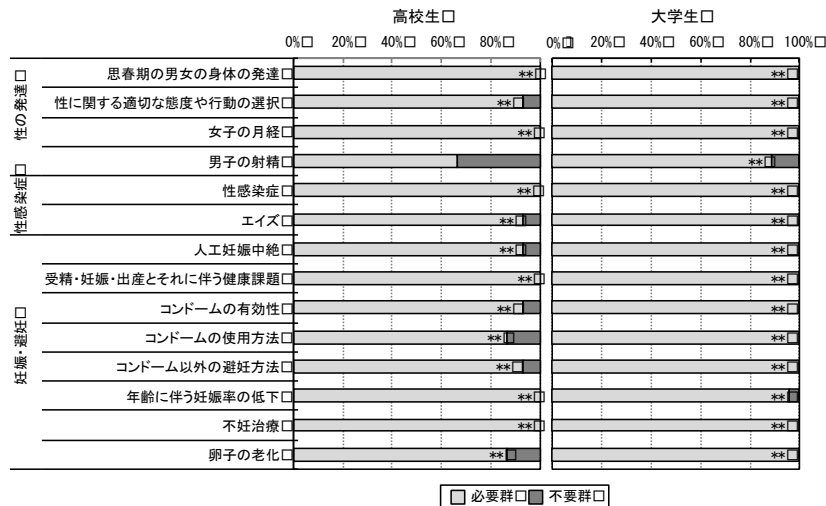 高校生□ 大学生□
0%□ 20%□ 40%□ 60%□ 80%□ 0%□ 20%□ 40%□ 60%□ 80%□ 100%□
性の発達□
思春期の男女の身体の発達□ **□ **□
性に関する適切な態度や行動の選択□ **□ **□
女子の月経□ **□ **□
男子の射精□ **□
性感染症□
性感染症□ **□ **□
エイズ□ **□ **□
妊娠・避妊□
人工妊娠中絶□ **□ **□
受精・妊娠・出産とそれに伴う健康課題□ **□ **□
コンドームの有効性□ **□ **□
コンドームの使用方法□ **□ **□
コンドーム以外の避妊方法□ **□ **□
年齢に伴う妊娠率の低下□ **□ **□
不妊治療□ **□ **□
卵子の老化□ **□ **□
必要群□ 不要群□